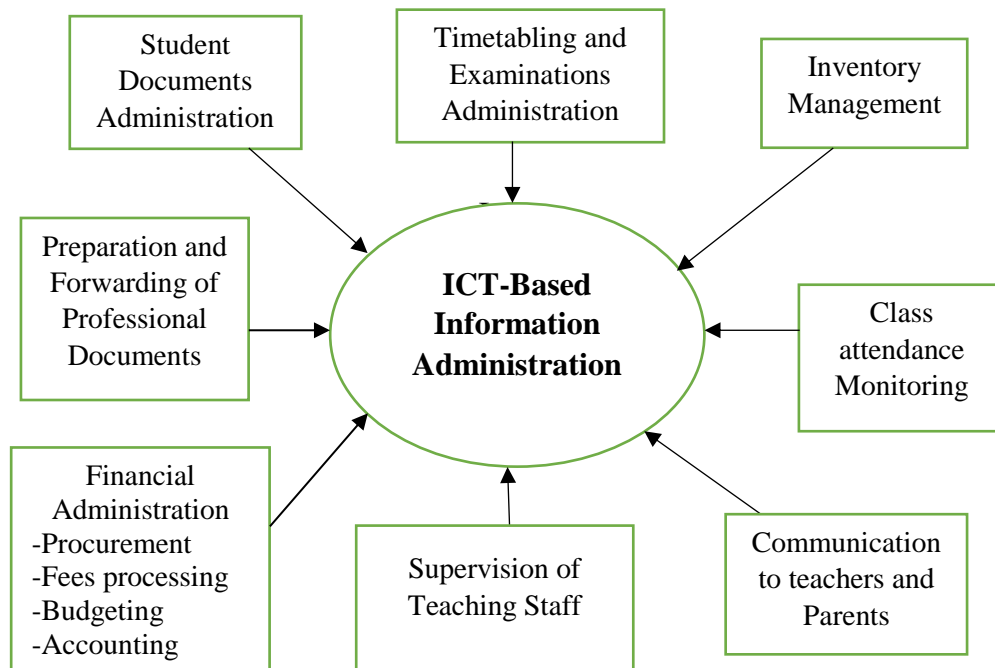 Student
Documents
Administration
Timetabling and
Examinations
Administration
Inventory
Management
Preparation and
Forwarding of
Professional
Documents
ICT-Based
Information
Administration
Class
attendance
Monitoring
Financial
Administration
-Procurement
-Fees processing
-Budgeting
-Accounting
Supervision of
Teaching Staff
Communication
to teachers and
Parents